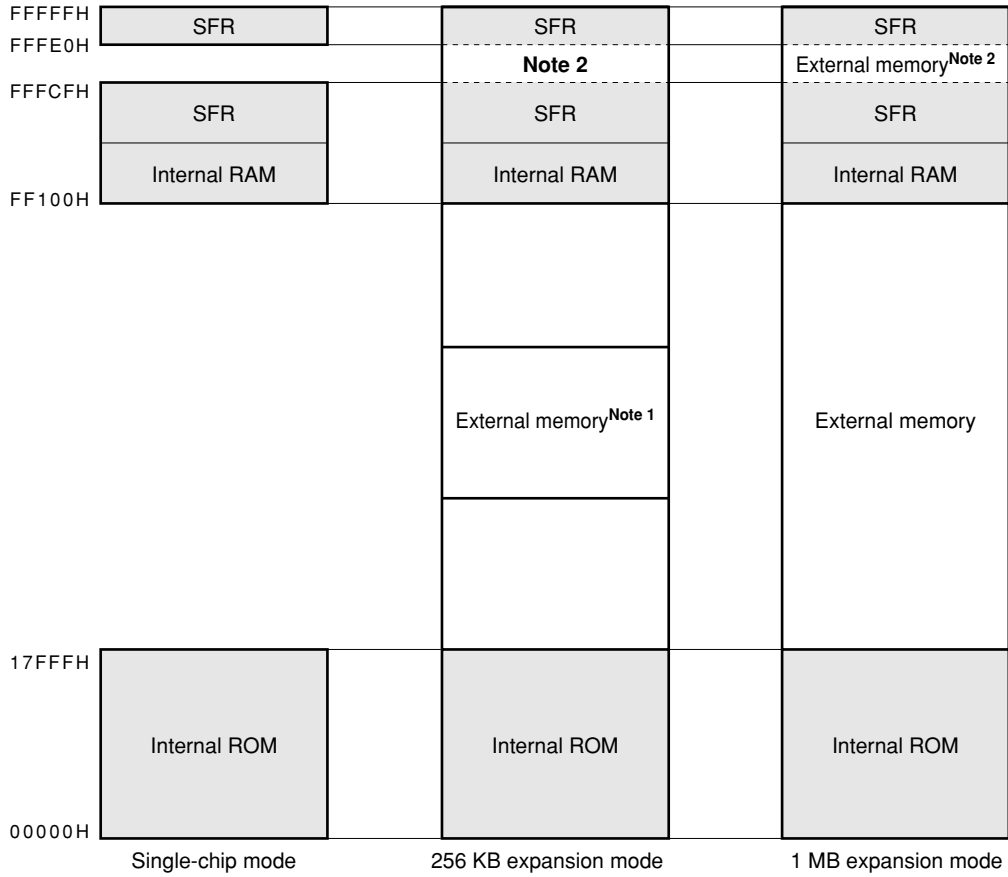 FFFFFH
SFR SFR SFR
FFFE0H
Note 2 External memoryNote 2
FFFCFH
SFR SFR SFR
Internal RAM Internal RAM Internal RAM
FF100H
External memoryNote 1 External memory
17FFFH
Internal ROM Internal ROM Internal ROM
00000H
Single-chip mode 256 KB expansion mode 1 MB expansion mode